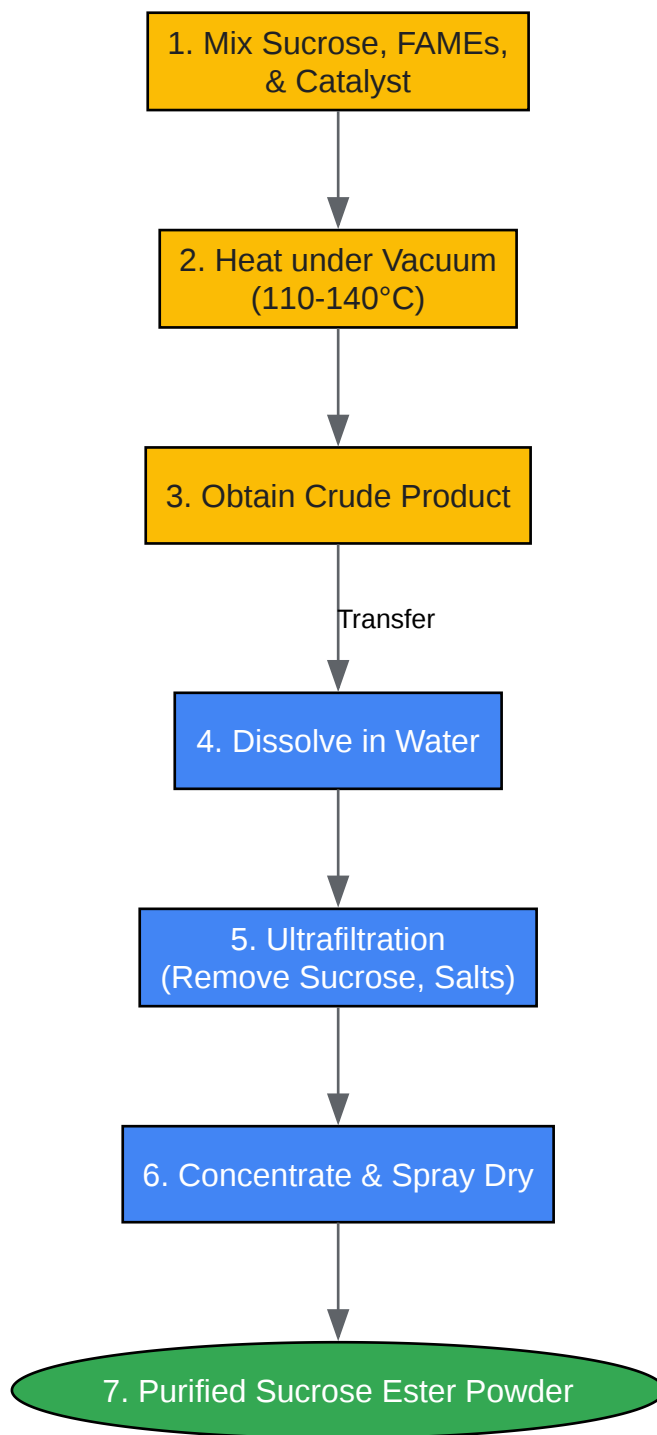 1. Mix Sucrose, FAMEs,
& Catalyst
2. Heat under Vacuum
(110-140°C)
3. Obtain Crude Product
Transfer
4. Dissolve in Water
5. Ultrafiltration
(Remove Sucrose, Salts)
6. Concentrate & Spray Dry
7. Purified Sucrose Ester Powder